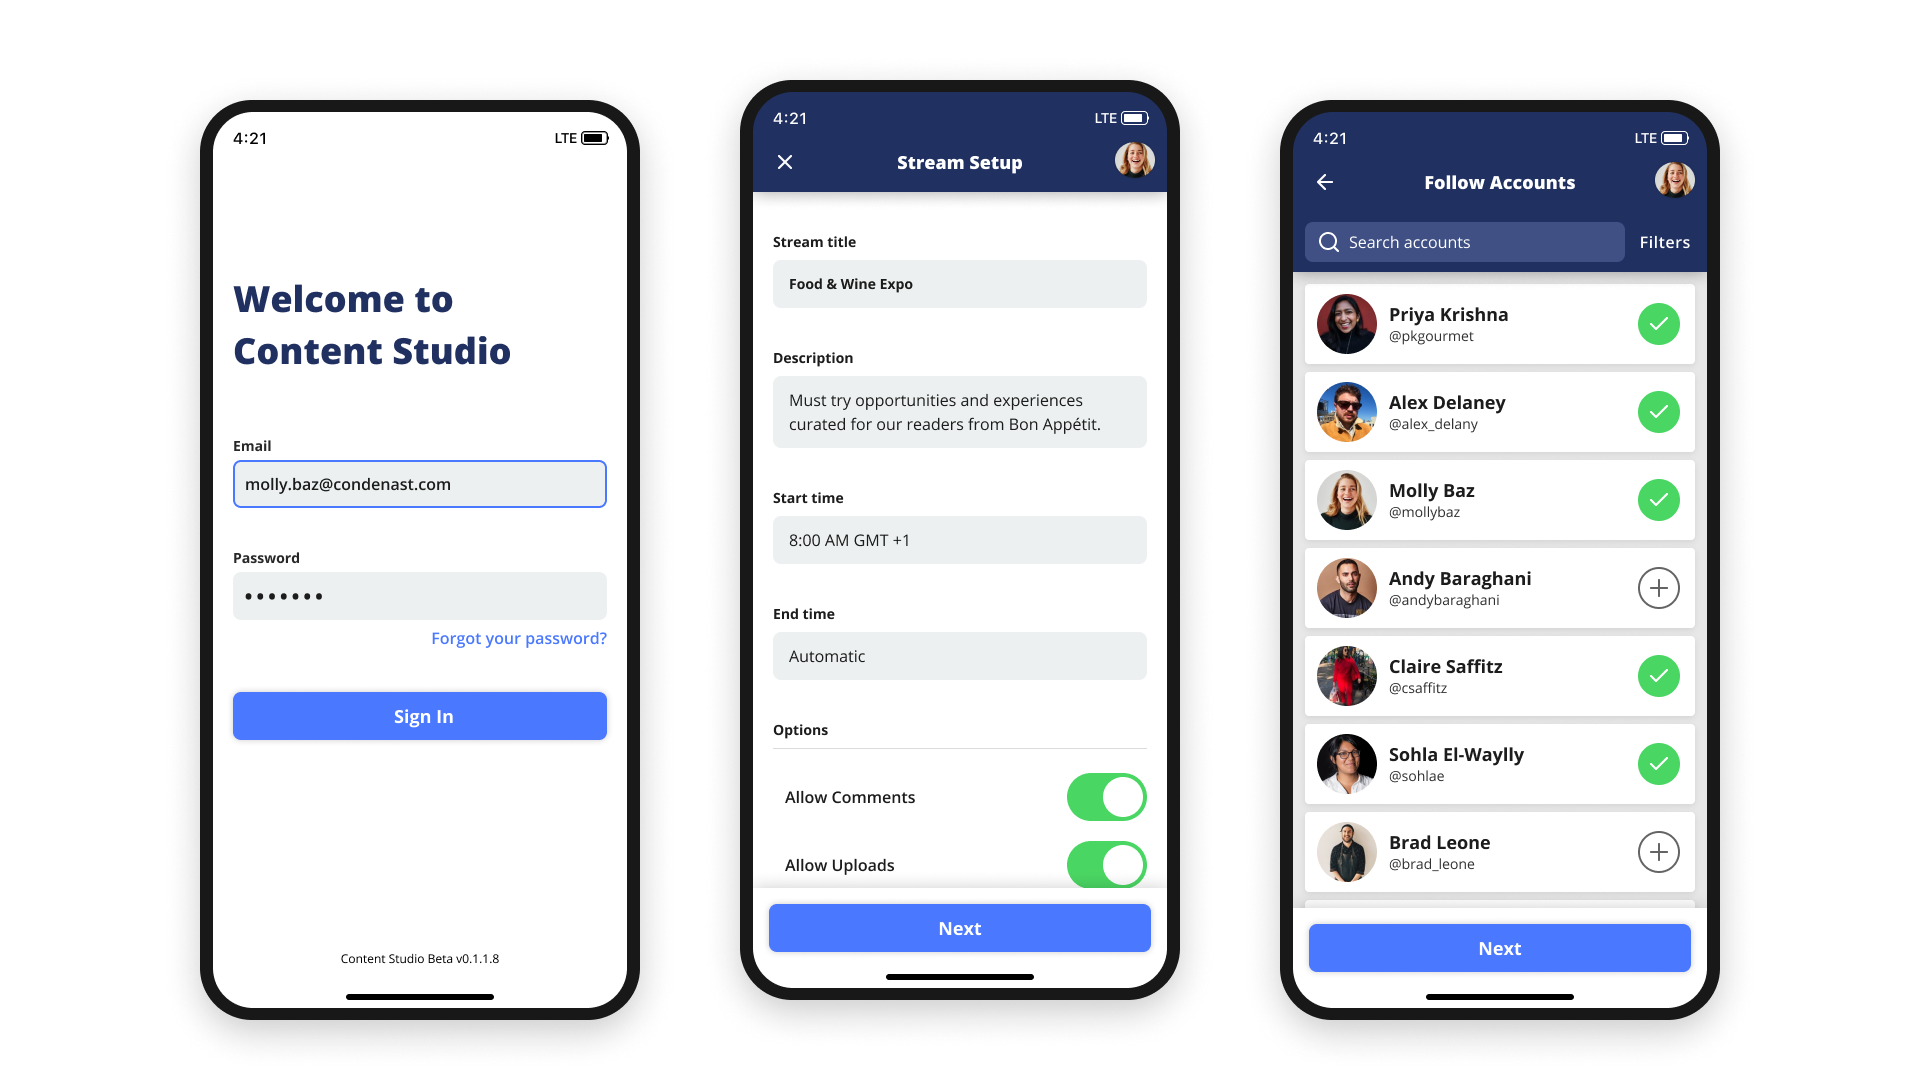 4:21
LTE
Welcome to
Content Studio
Email
molly.baz@condenast.com
Password
Forgot your password?
Sign In
Content Studio Beta v0.1.1.8
4:21
LTE
Stream Setup
Stream title
Food & Wine Expo
Description
Must try opportunities and experiences
curated for our readers from Bon Appétit.
Start time
8:00 AM GMT +1
End time
Automatic
Options
Allow Comments
Allow Uploads
Next
4:21
LTE
Follow Accounts
Search accounts
Filters
Priya Krishna
@pkgourmet
Alex Delaney
@alex_delany
Molly Baz
@mollybaz
Andy Baraghani
@andybaraghani
Claire Saffitz
@csaffitz
Sohla El-Waylly
@sohlae
Brad Leone
@brad_leone
Next